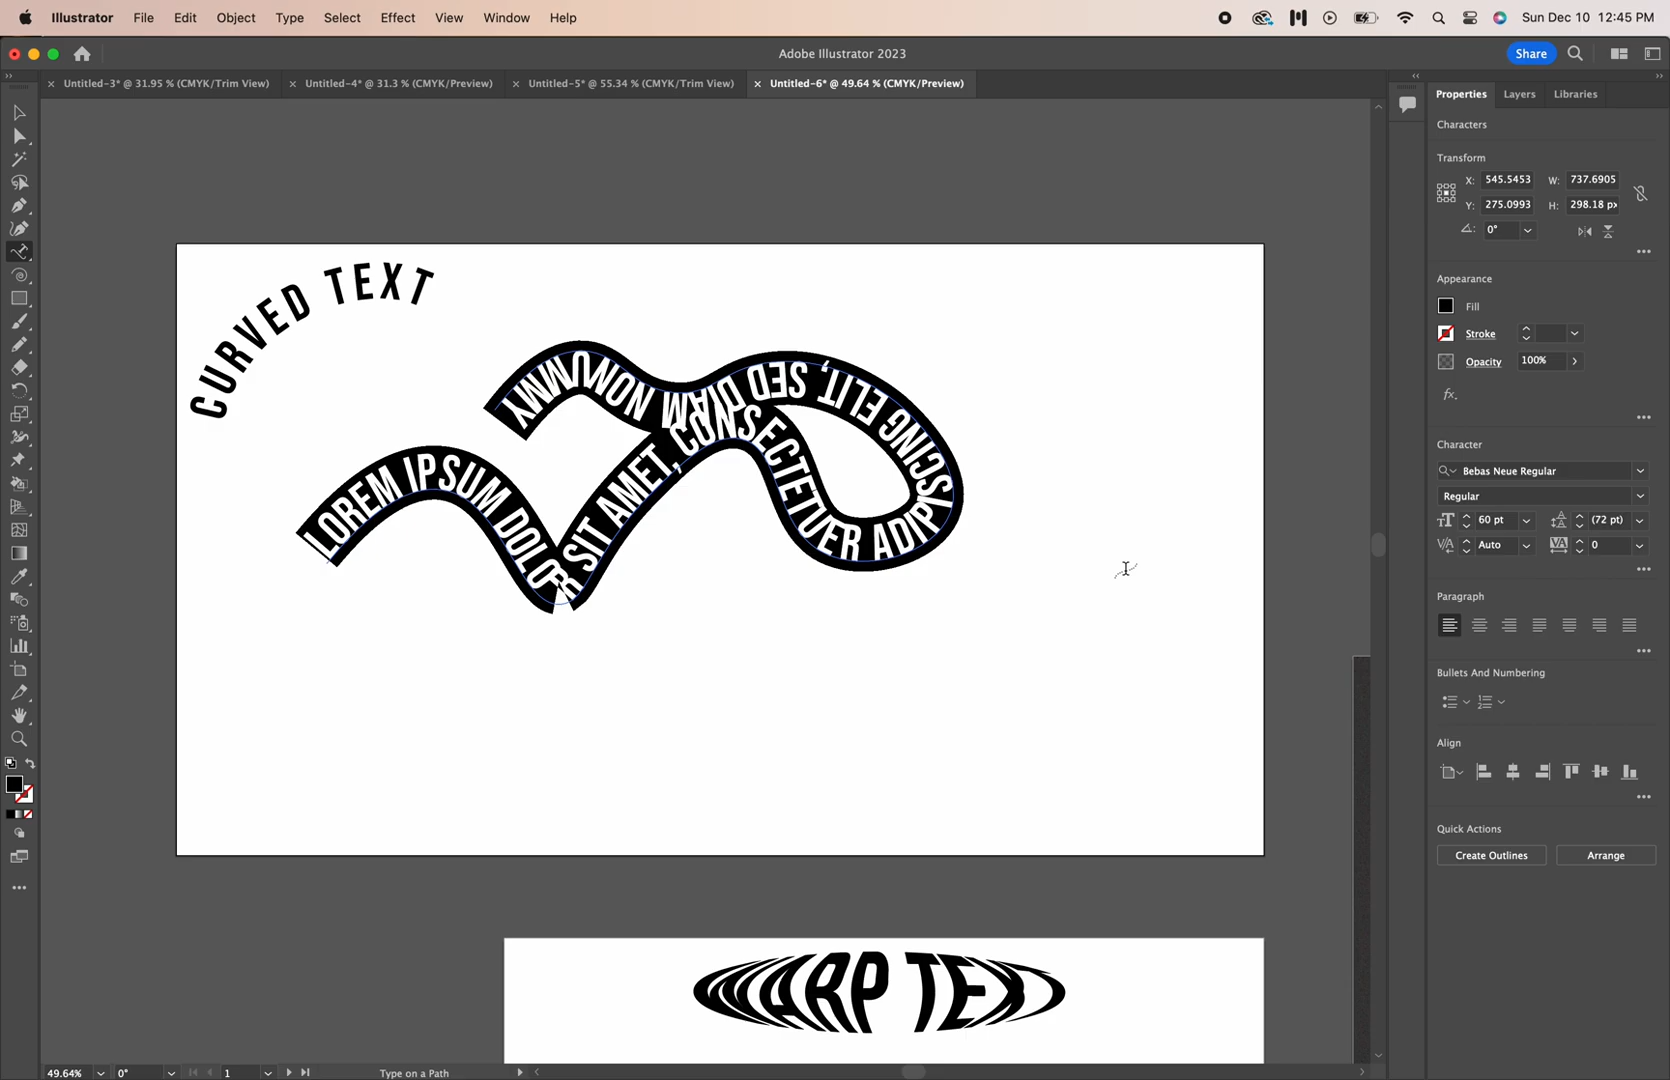 Illustrator File Edit Object Type Select Effect View Window Help Sun Dec 10 12:45 PM
Adobe Illustrator 2023 Share
Untitled-3* @ 31.95 % (CMYK/Trim View) Untitled-4* @ 31.3 % (CMYK/Preview) Untitled-5* @ 55.34 % (CMYK/Trim View) Untitled-6* @ 49.64 % (CMYK/Preview)
Properties Layers Libraries
Characters
Transform
X: 545.5453 W: 737.6905
Y: 275.0993 H: 298.18 px
0°
Appearance
Fill
Stroke
Opacity 100%
fx.
Character
Bebas Neue Regular
Regular
60 pt (72 pt)
Auto 0
Paragraph
Bullets And Numbering
Align
Quick Actions
Create Outlines Arrange
CURVED TEXT
LOREM IPSUM DOLOR SIT AMET, CONSECTETUER ADIPISCING ELIT, SED DIAM NONUMMY
WARP TEXT
49.64% 0° 1 Type on a Path